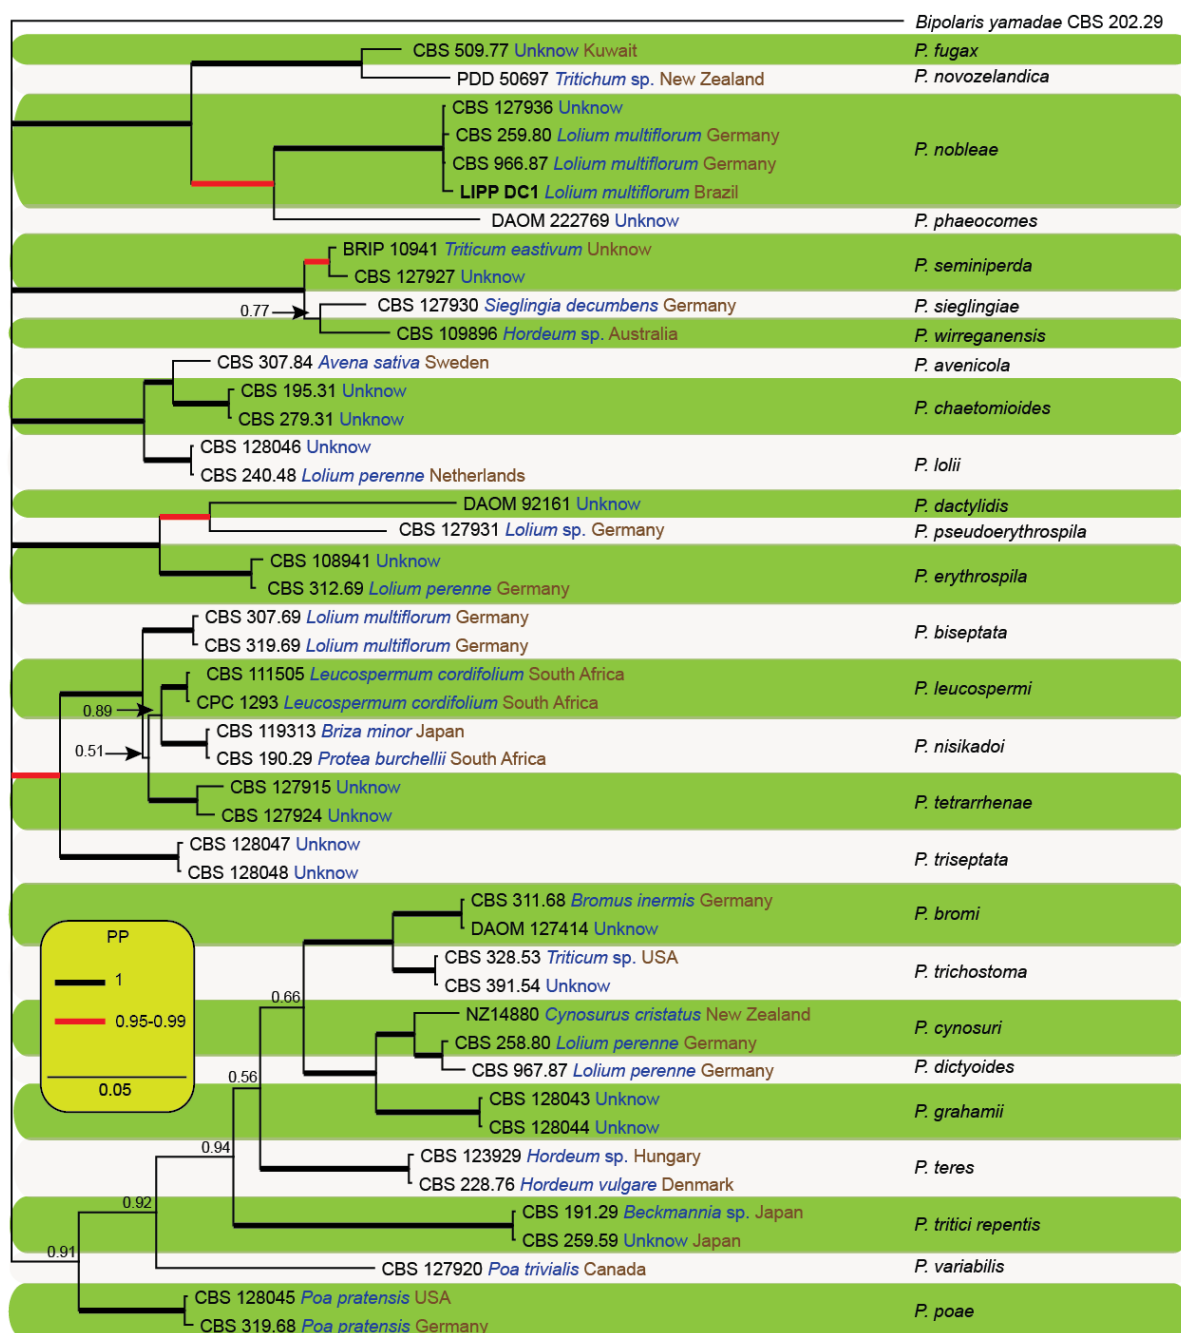 Bipolaris yamadae CBS 202.29
CBS 509.77 Unknow Kuwait P. fugax
PDD 50697 Tritichum sp. New Zealand P. novozelandica
CBS 127936 Unknow
CBS 259.80 Lolium multiflorum Germany
P. nobleae
CBS 966.87 Lolium multiflorum Germany
LIPP DC1 Lolium multiflorum Brazil
DAOM 222769 Unknow P. phaeocomes
BRIP 10941 Triticum eastivum Unknow
P. seminiperda
CBS 127927 Unknow
0.77 CBS 127930 Sieglingia decumbens Germany P. sieglingiae
CBS 109896 Hordeum sp. Australia P. wirreganensis
CBS 307.84 Avena sativa Sweden P. avenicola
CBS 195.31 Unknow
P. chaetomioides
CBS 279.31 Unknow
CBS 128046 Unknow
P. lolii
CBS 240.48 Lolium perenne Netherlands
DAOM 92161 Unknow P. dactylidis
CBS 127931 Lolium sp. Germany P. pseudoerythrospila
CBS 108941 Unknow
P. erythrospila
CBS 312.69 Lolium perenne Germany
CBS 307.69 Lolium multiflorum Germany
P. biseptata
CBS 319.69 Lolium multiflorum Germany
CBS 111505 Leucospermum cordifolium South Africa
P. leucospermi
CPC 1293 Leucospermum cordifolium South Africa
0.89
CBS 119313 Briza minor Japan
P. nisikadoi
0.51
CBS 190.29 Protea burchellii South Africa
CBS 127915 Unknow
P. tetrarrhenae
CBS 127924 Unknow
CBS 128047 Unknow
P. triseptata
CBS 128048 Unknow
CBS 311.68 Bromus inermis Germany
P. bromi
DAOM 127414 Unknow
PP
CBS 328.53 Triticum sp. USA
P. trichostoma
1
CBS 391.54 Unknow
0.66
CBS NZ14880 Cynosurus cristatus New Zealand
0.95-0.99
P. cynosuri
CBS 258.80 Lolium perenne Germany
CBS 967.87 Lolium perenne Germany P. dictyoides
0.56
0.05
CBS 128043 Unknow
P. grahamii
CBS 128044 Unknow
0.94
CBS 123929 Hordeum sp. Hungary
P. teres
CBS 228.76 Hordeum vulgare Denmark
0.92
CBS 191.29 Beckmannia sp. Japan
P. tritici repentis
CBS 259.59 Unknow Japan
0.91
CBS 127920 Poa trivialis Canada P. variabilis
CBS 128045 Poa pratensis USA
P. poae
CBS 319.68 Poa pratensis Germany